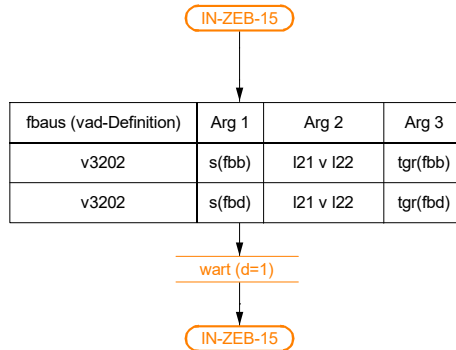 IN-ZEB-15
fbaus (vad-Definition) Arg 1 Arg 2 Arg 3
v3202 s(fbb) l21 v l22 tgr(fbb)
v3202 s(fbd) l21 v l22 tgr(fbd)
wart (d=1)
IN-ZEB-15